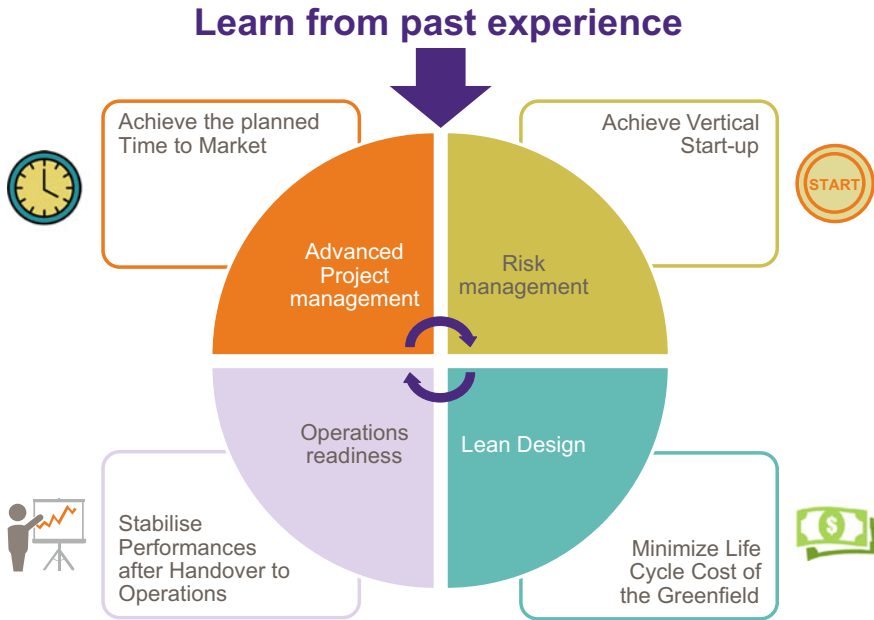 Learn from past experience
Achieve the planned
Time to Market
Achieve Vertical
Start-up
START
Advanced
Project
management
Risk
management
Operations
readiness
Lean Design
Stabilise
Performances
after Handover to
Operations
Minimize Life
Cycle Cost of
the Greenfield
$